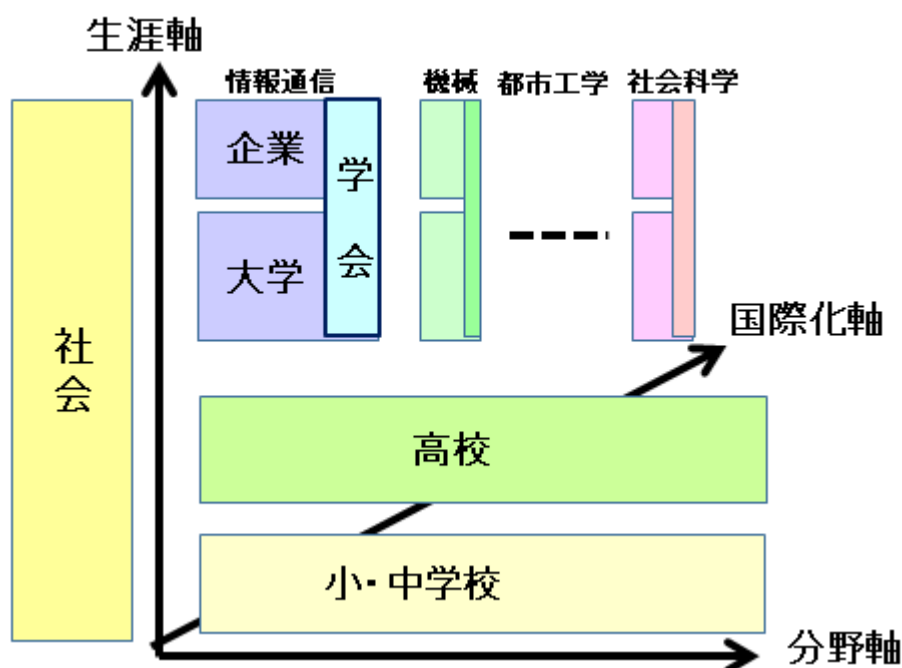 生涯軸
情報通信
機械
都市工学
社会科学
企業
学会
大学
社会
国際化軸
高校
小・中学校
分野軸